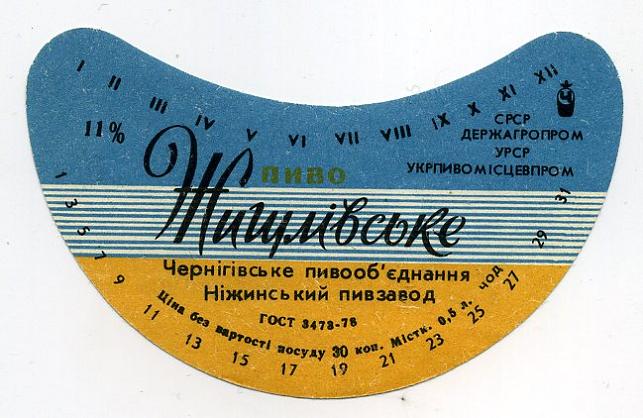 I II III IV V VI VII VIII IX X XI XII
11%
Ч
СРСР
ДЕРЖАГРОПРОМ
УРСР
УКРПИВОМІСЦЕВПРОМ
пиво
Жигулівське
Чернігівське пивооб'єднання
Ніжинський пивзавод
ГОСТ 3473-78
Ціна без вартості посуду 30 коп. Містк. 0,5 л. чод
1 3 5 7 9 11 13 15 17 19 21 23 25 27 29 31